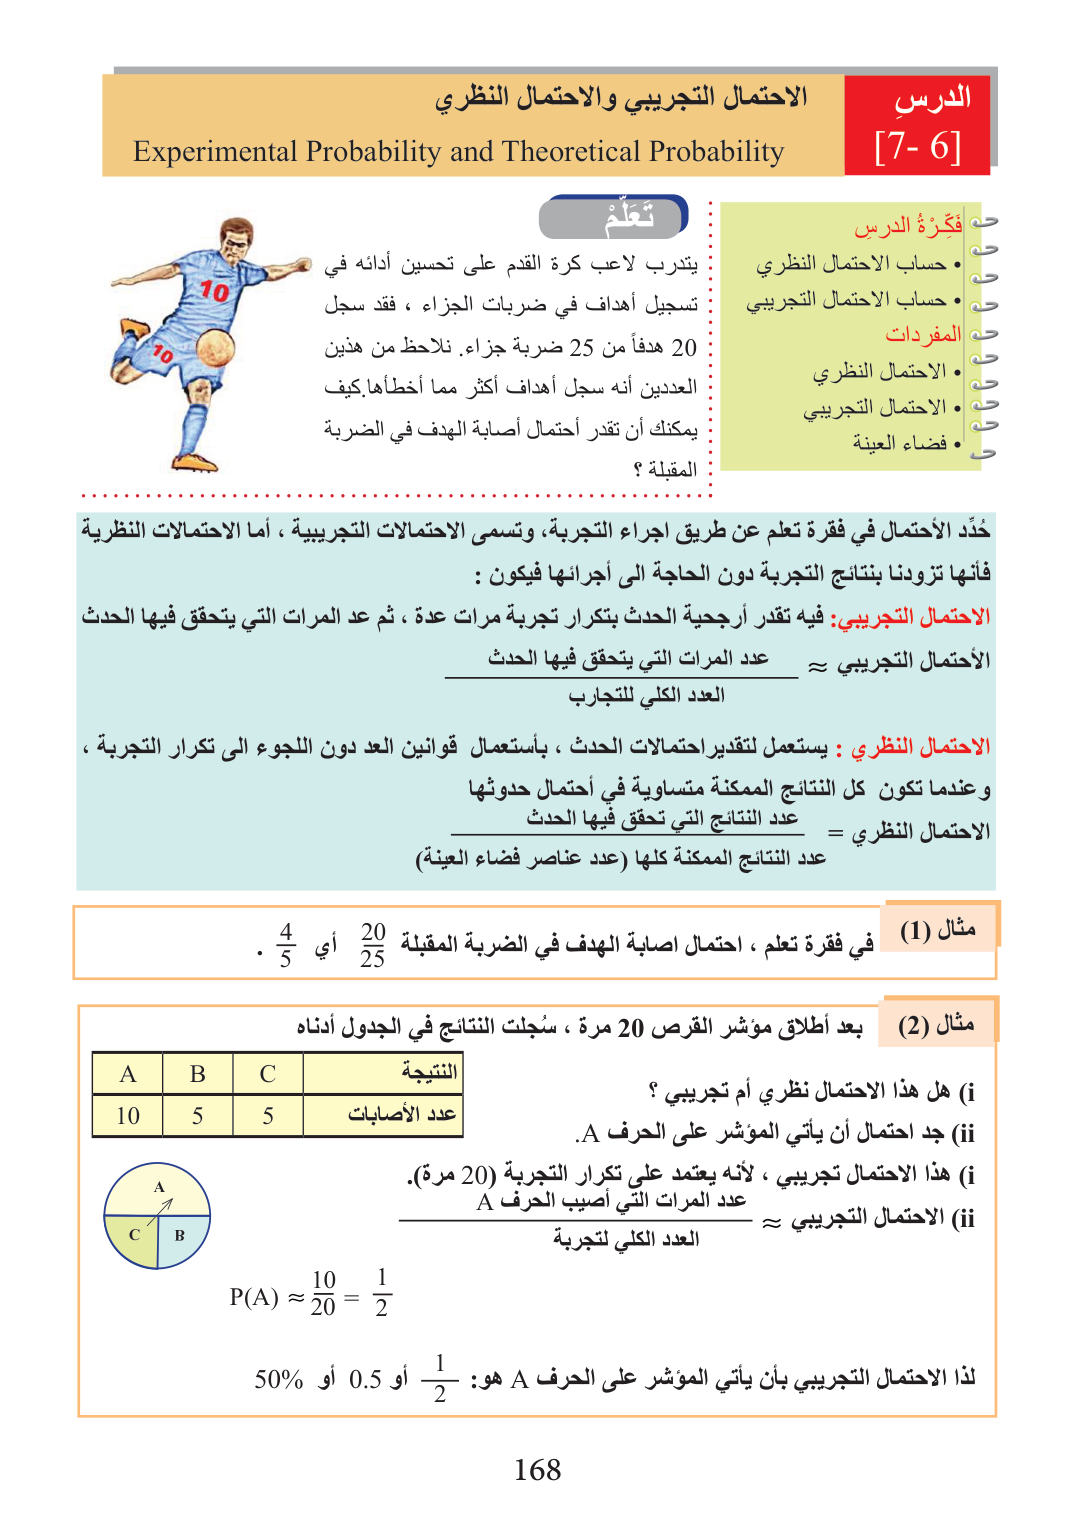 الدرسِ
[7- 6]
الاحتمال التجريبي والاحتمال النظري
Experimental Probability and Theoretical Probability
فَكِّـرْةُ الدرسِ
• حساب الاحتمال النظري
• حساب الاحتمال التجريبي
المفردات
• الاحتمال النظري
• الاحتمال التجريبي
• فضاء العينة
تَعَلَّمْ
يتدرب لاعب كرة القدم على تحسين أدائه في
تسجيل أهداف في ضربات الجزاء ، فقد سجل
20 هدفاً من 25 ضربة جزاء. نلاحظ من هذين
العددين أنه سجل أهداف أكثر مما أخطأها.كيف
يمكنك أن تقدر أحتمال أصابة الهدف في الضربة
المقبلة ؟
10
10
حُدِّد الأحتمال في فقرة تعلم عن طريق اجراء التجربة، وتسمى الاحتمالات التجريبية ، أما الاحتمالات النظرية
فأنها تزودنا بنتائج التجربة دون الحاجة الى أجرائها فيكون :
الاحتمال التجريبي: فيه تقدر أرجحية الحدث بتكرار تجربة مرات عدة ، ثم عد المرات التي يتحقق فيها الحدث
الأحتمال التجريبي ≈ عدد المرات التي يتحقق فيها الحدث
العدد الكلي للتجارب
الاحتمال النظري : يستعمل لتقديراحتمالات الحدث ، بأستعمال قوانين العد دون اللجوء الى تكرار التجربة ،
وعندما تكون كل النتائج الممكنة متساوية في أحتمال حدوثها
الاحتمال النظري = عدد النتائج التي تحقق فيها الحدث
عدد النتائج الممكنة كلها (عدد عناصر فضاء العينة)
مثال (1)
في فقرة تعلم ، احتمال اصابة الهدف في الضربة المقبلة 20/25 أي 4/5 .
مثال (2)
بعد أطلاق مؤشر القرص 20 مرة ، سُجلت النتائج في الجدول أدناه
النتيجة C B A
عدد الأصابات 5 5 10
i) هل هذا الاحتمال نظري أم تجريبي ؟
ii) جد احتمال أن يأتي المؤشر على الحرف A.
i) هذا الاحتمال تجريبي ، لأنه يعتمد على تكرار التجربة (20 مرة).
ii) الاحتمال التجريبي ≈ عدد المرات التي أصيب الحرف A
العدد الكلي لتجربة
A
C B
P(A) ≈ 10/20 = 1/2
لذا الاحتمال التجريبي بأن يأتي المؤشر على الحرف A هو: 1/2 أو 0.5 أو 50%
168